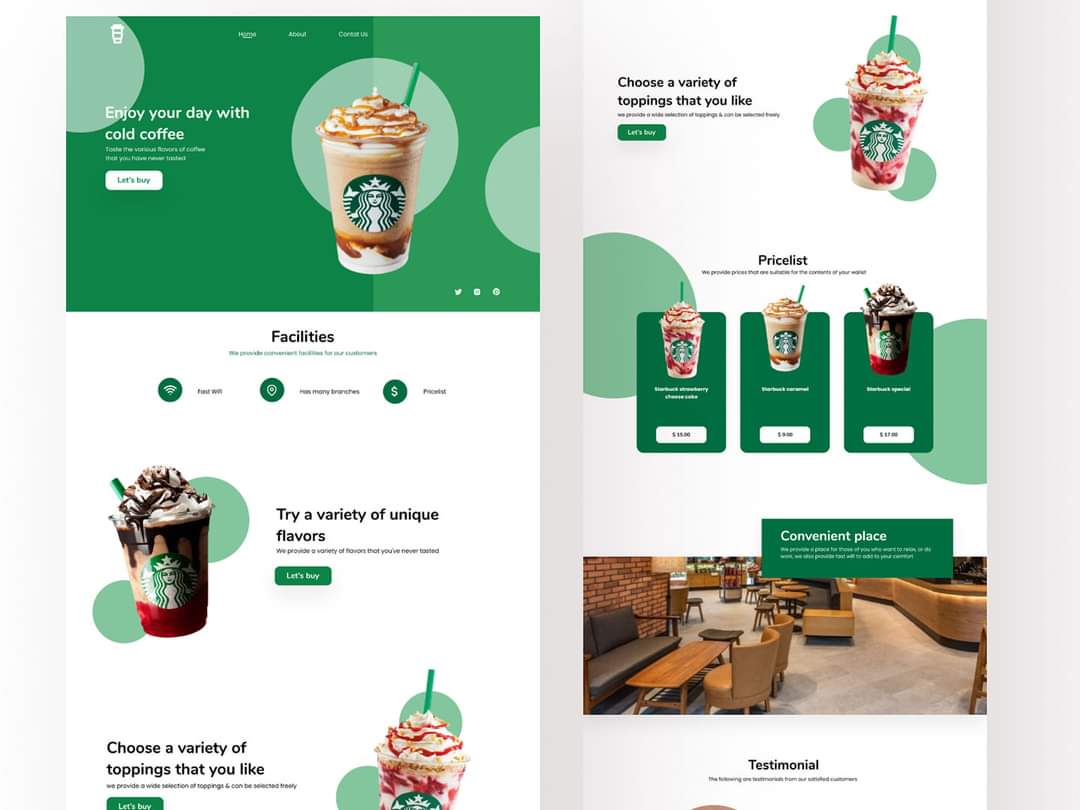 Home
About
Contat Us
Enjoy your day with
cold coffee
Taste the various flavors of coffee
that you have never tasted
Let's buy
Facilities
We provide convenient facilities for our customers
Fast Wifi
Has many branches
$
Pricelist
Try a variety of unique
flavors
We provide a variety of flavors that you've never tasted
Let's buy
Choose a variety of
toppings that you like
we provide a wide selection of toppings & can be selected freely
Let's buy
Choose a variety of
toppings that you like
we provide a wide selection of toppings & can be selected freely
Let's buy
Pricelist
We provide prices that are suitable for the contents of your wallet
Starbuck strawberry
cheese cake
$ 15.00
Starbuck caramel
$ 9.00
Starbuck special
$ 17.00
Convenient place
We provide a place for those of you who want to relax, or do
work, we also provide fast wifi to add to your comfort
Testimonial
The following are testimonials from our satisfied customers